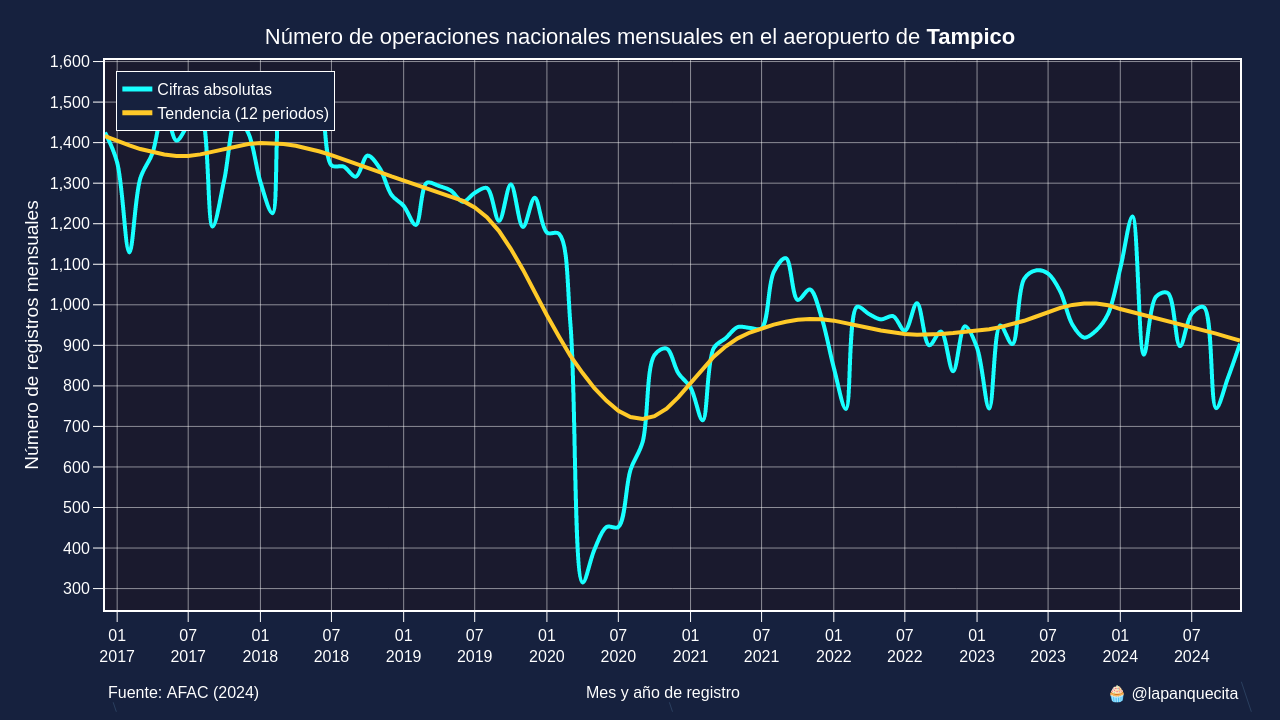 Número de operaciones nacionales mensuales en el aeropuerto de Tampico
1,600
1,500
1,400
1,300
1,200
1,100
1,000
900
800
700
600
500
400
300
Número de registros mensuales
Cifras absolutas
Tendencia (12 periodos)
01 07 01 07 01 07 01 07 01 07 01 07 01 07 01 07
2017 2017 2018 2018 2019 2019 2020 2020 2021 2021 2022 2022 2023 2023 2024 2024
Fuente: AFAC (2024) Mes y año de registro 🧁 @lapanquecita